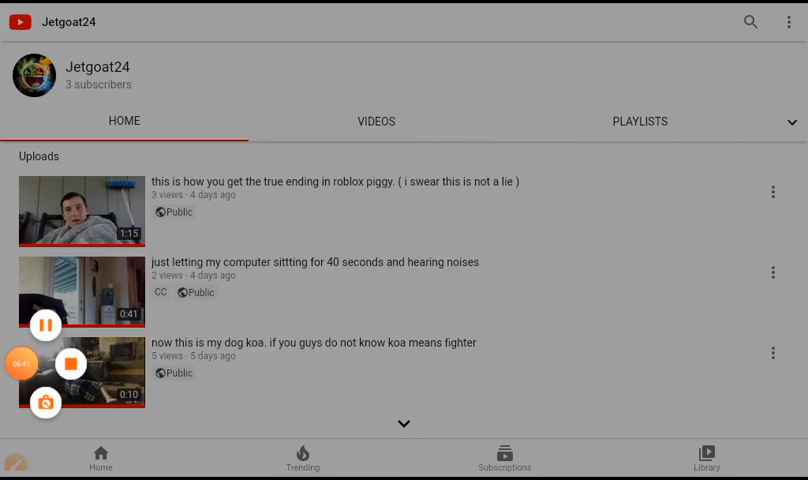 Jetgoat24
Jetgoat24
3 subscribers
HOME
VIDEOS
PLAYLISTS
Uploads
this is how you get the true ending in roblox piggy. ( i swear this is not a lie )
3 views · 4 days ago
Public
1:15
just letting my computer sittting for 40 seconds and hearing noises
2 views · 4 days ago
CC Public
0:41
now this is my dog koa. if you guys do not know koa means fighter
5 views · 5 days ago
06:41
Public
0:10
Home
Trending
Subscriptions
Library